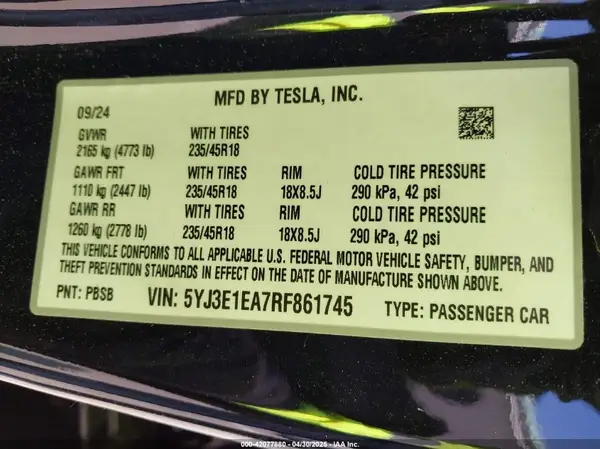 MFD BY TESLA, INC.
09/24
GVWR WITH TIRES
2165 kg (4773 lb) 235/45R18
GAWR FRT WITH TIRES RIM COLD TIRE PRESSURE
1110 kg (2447 lb) 235/45R18 18X8.5J 290 kPa, 42 psi
GAWR RR WITH TIRES RIM COLD TIRE PRESSURE
1260 kg (2778 lb) 235/45R18 18X8.5J 290 kPa, 42 psi
THIS VEHICLE CONFORMS TO ALL APPLICABLE U.S. FEDERAL MOTOR VEHICLE SAFETY, BUMPER, AND
THEFT PREVENTION STANDARDS IN EFFECT ON THE DATE OF MANUFACTURE SHOWN ABOVE.
PNT: PBSB VIN: 5YJ3E1EA7RF861745 TYPE: PASSENGER CAR
000-42077880 - 04/30/2025 - IAA Inc.